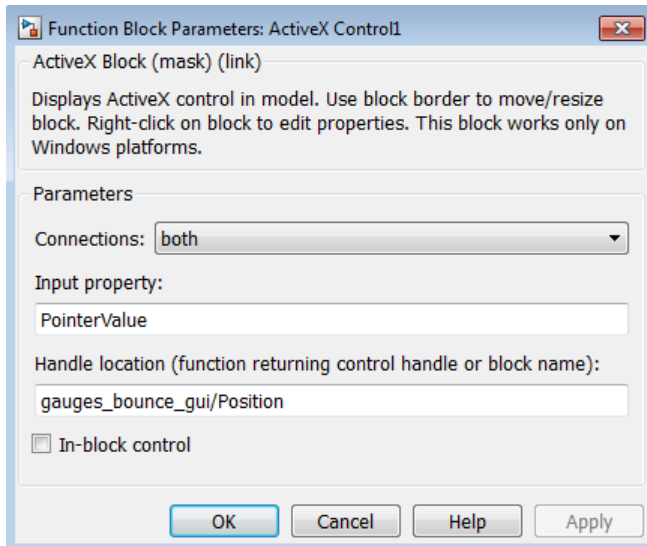 Function Block Parameters: ActiveX Control1
ActiveX Block (mask) (link)
Displays ActiveX control in model. Use block border to move/resize
block. Right-click on block to edit properties. This block works only on
Windows platforms.
Parameters
Connections: both
Input property:
PointerValue
Handle location (function returning control handle or block name):
gauges_bounce_gui/Position
In-block control
OK Cancel Help Apply